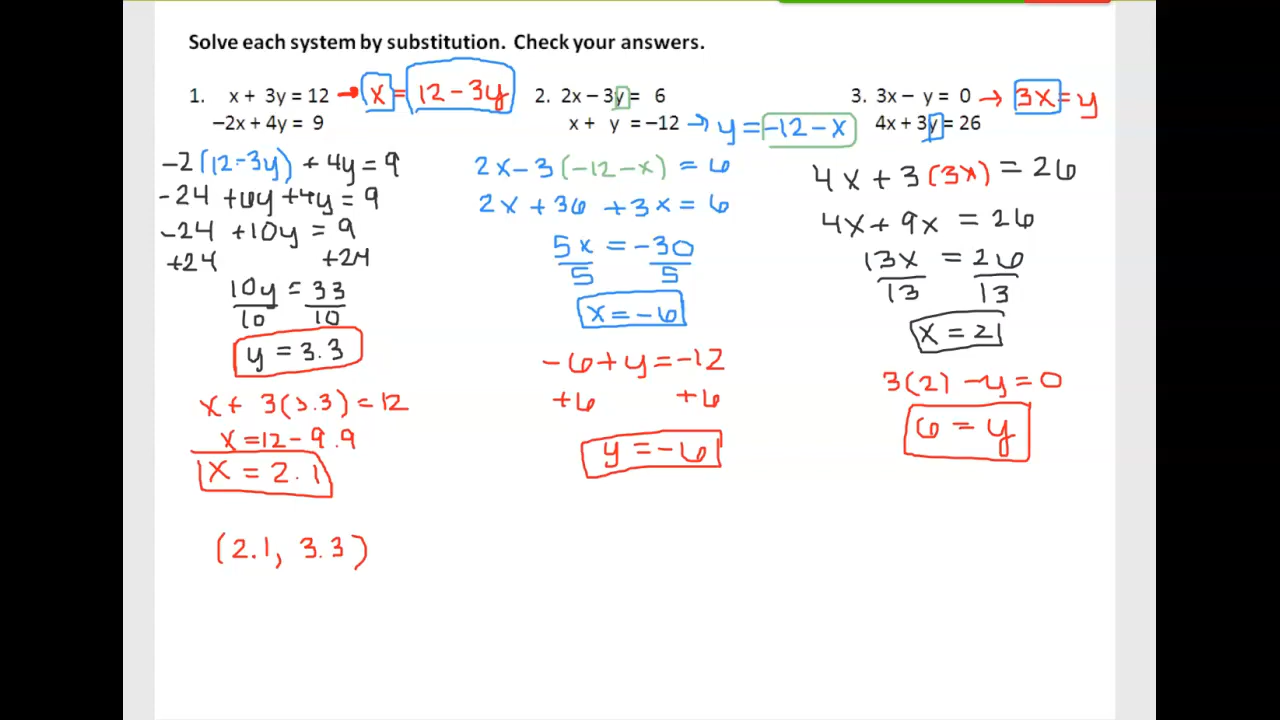 Solve each system by substitution. Check your answers.
1. x + 3y = 12 → x = 12 - 3y
-2x + 4y = 9
-2(12-3y) + 4y = 9
-24 + 6y + 4y = 9
-24 + 10y = 9
+24 +24
10y = 33
10 10
y = 3.3
x + 3(3.3) = 12
x = 12 - 9.9
x = 2.1
(2.1, 3.3)
2. 2x – 3y = 6
x + y = –12 → y = -12 - x
2x - 3(-12 - x) = 6
2x + 36 + 3x = 6
5x = -30
5 5
x = -6
-6 + y = -12
+6 +6
y = -6
3. 3x – y = 0 → 3x = y
4x + 3y = 26
4x + 3(3x) = 26
4x + 9x = 26
13x = 26
13 13
x = 2
3(2) - y = 0
6 = y